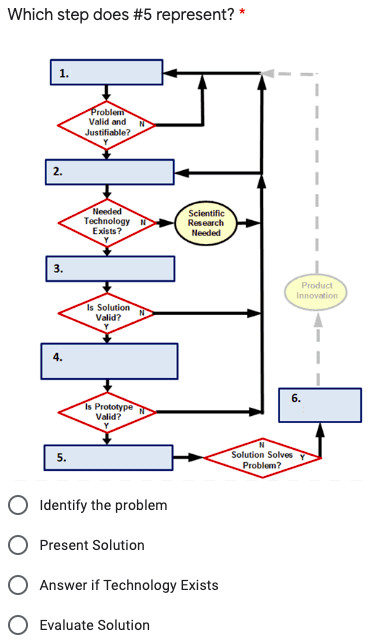 Which step does #5 represent? *
1.
Problem
Valid and
Justifiable?
N
Y
2.
Needed
Technology
Exists?
N
Y
Scientific
Research
Needed
3.
Is Solution
Valid?
N
Y
Product
Innovation
4.
Is Prototype
Valid?
N
Y
6.
5.
N
Solution Solves
Problem?
Y
Identify the problem
Present Solution
Answer if Technology Exists
Evaluate Solution